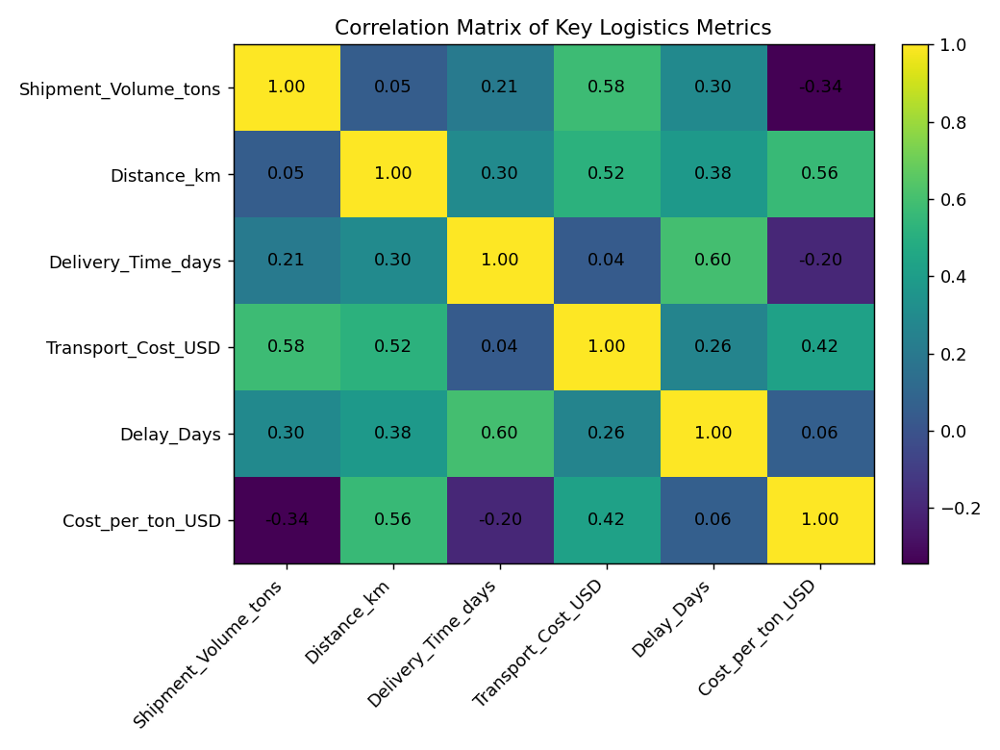 Correlation Matrix of Key Logistics Metrics
Shipment_Volume_tons 1.00 0.05 0.21 0.58 0.30 -0.34
Distance_km 0.05 1.00 0.30 0.52 0.38 0.56
Delivery_Time_days 0.21 0.30 1.00 0.04 0.60 -0.20
Transport_Cost_USD 0.58 0.52 0.04 1.00 0.26 0.42
Delay_Days 0.30 0.38 0.60 0.26 1.00 0.06
Cost_per_ton_USD -0.34 0.56 -0.20 0.42 0.06 1.00
Shipment_Volume_tons
Distance_km
Delivery_Time_days
Transport_Cost_USD
Delay_Days
Cost_per_ton_USD
1.0
0.8
0.6
0.4
0.2
0.0
−0.2